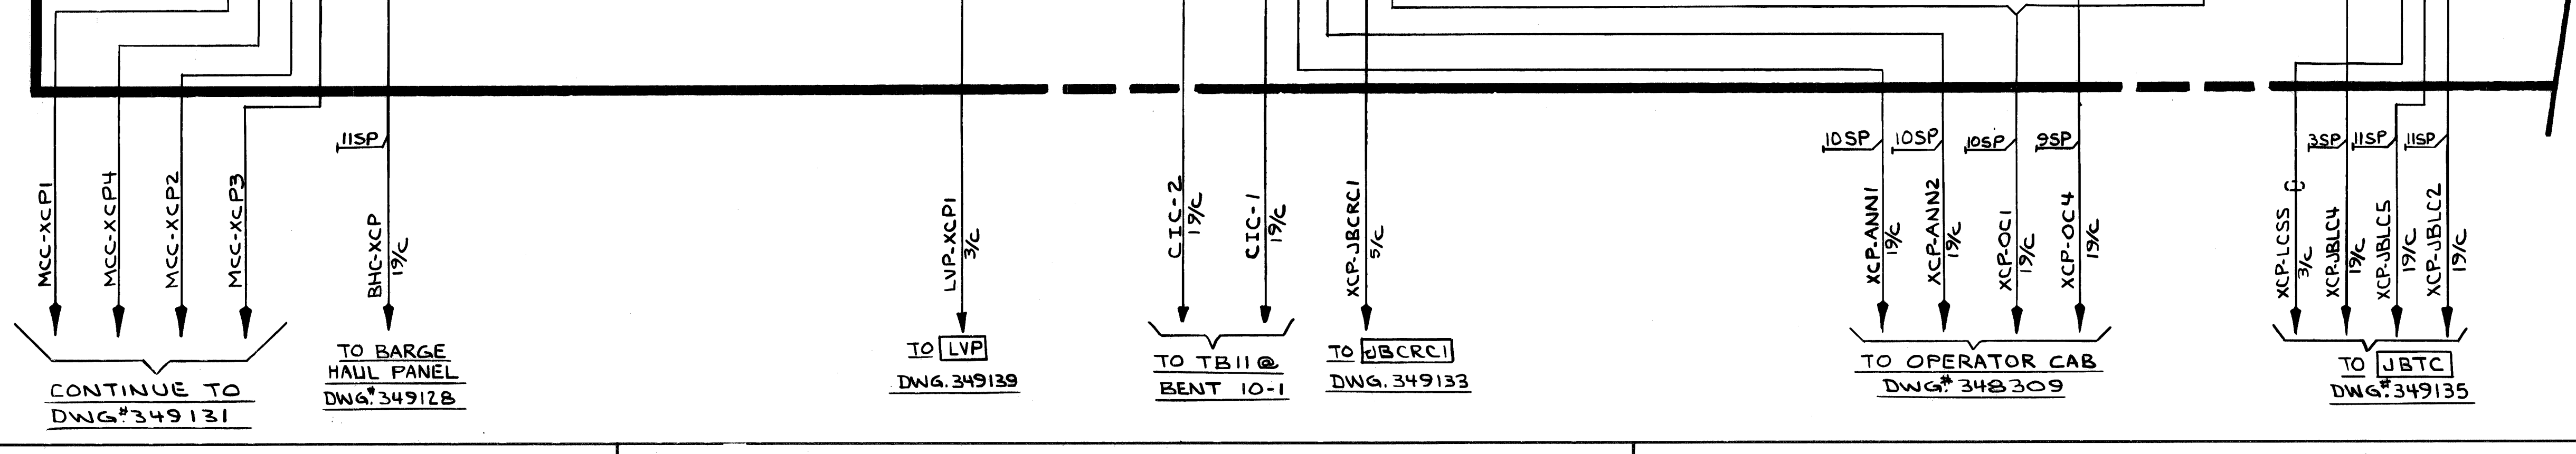 11SP
10SP
10SP
10SP
9SP
3SP
11SP
11SP
MCC-XCP1
MCC-XCP4
MCC-XCP2
MCC-XCP3
BHC-XCP
19/C
LVP-XCP1
3/C
CIC-2
19/C
CIC-1
19/C
XCP-JBCRC1
5/C
XCP-ANN1
19/C
XCP-ANN2
19/C
XCP-OC1
19/C
XCP-OC4
19/C
XCP-LCSS
3/C
XCP-JBLC4
19/C
XCP-JBLC5
19/C
XCP-JBLC2
19/C
CONTINUE TO
DWG.#349131
TO BARGE
HAUL PANEL
DWG.#349128
TO LVP
DWG.349139
TO TB11@
BENT 10-1
TO JBCRC1
DWG.349133
TO OPERATOR CAB
DWG.#348309
TO JBTC
DWG.#349135